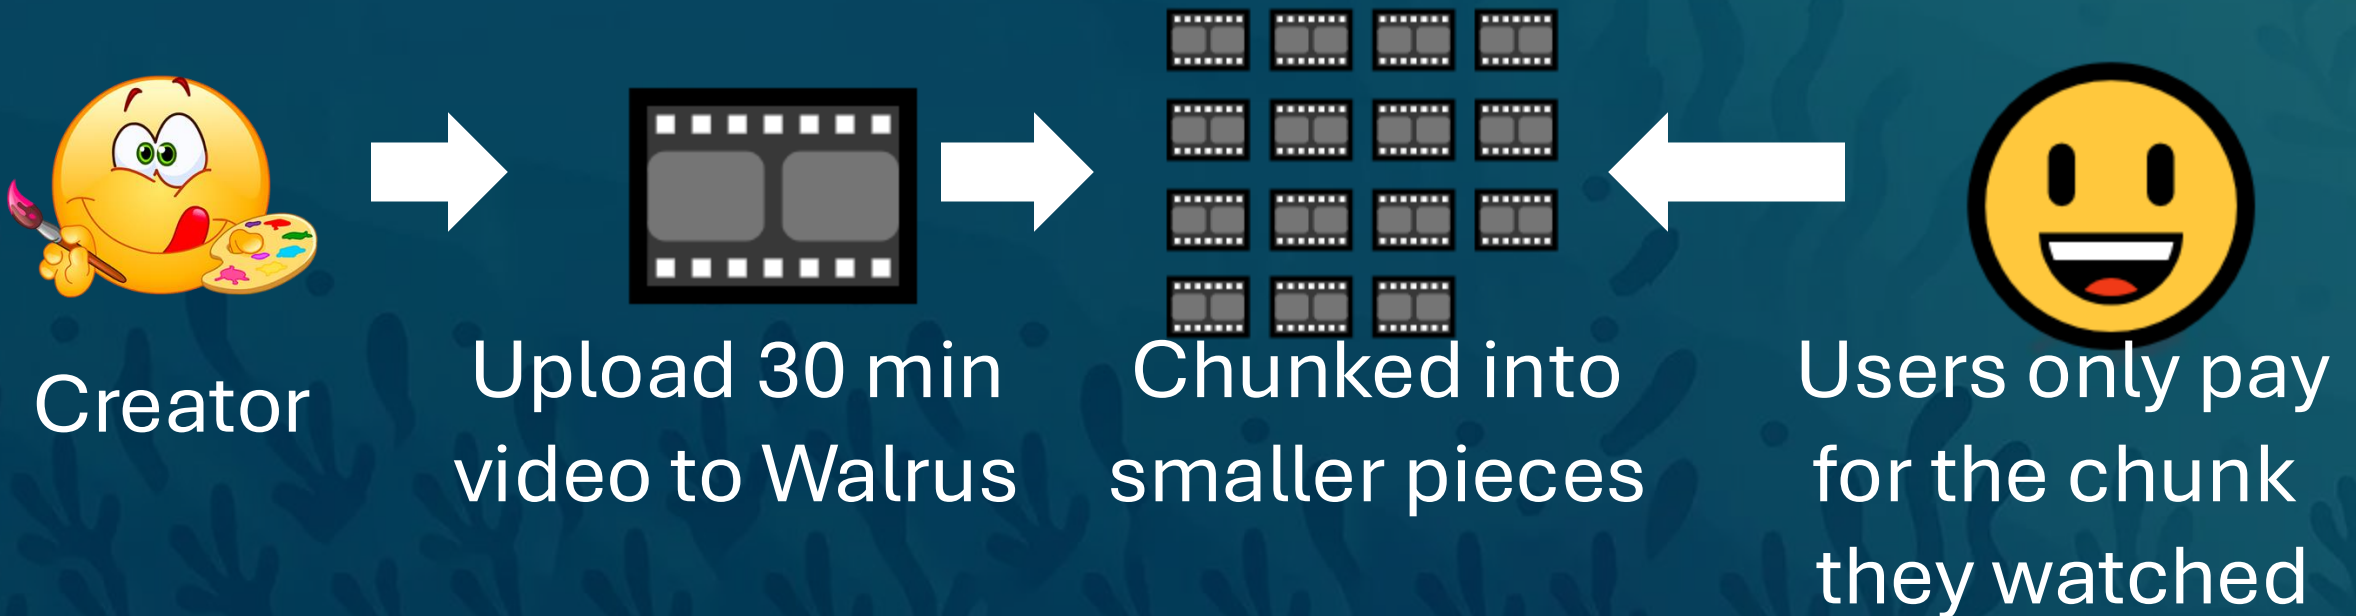 Creator
Upload 30 min
video to Walrus
Chunked into
smaller pieces
Users only pay
for the chunk
they watched